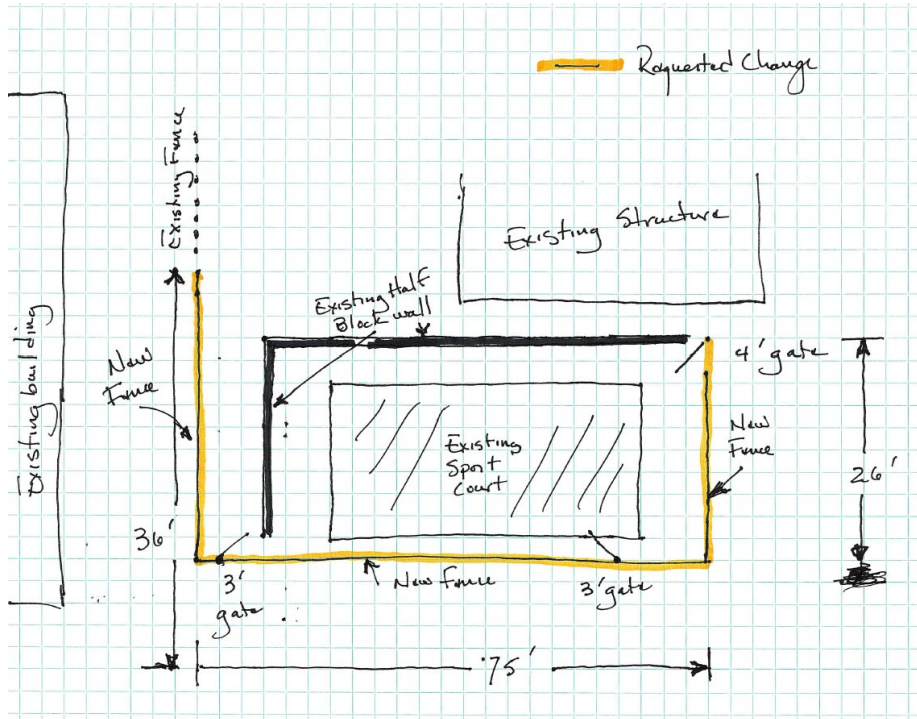 Requested Change
Existing Fence
Existing Structure
Existing Half
Block wall
4' gate
Existing building
New
Fence
New
Fence
Existing
Sport
Court
26'
36'
3'
gate
New Fence
3' gate
75'